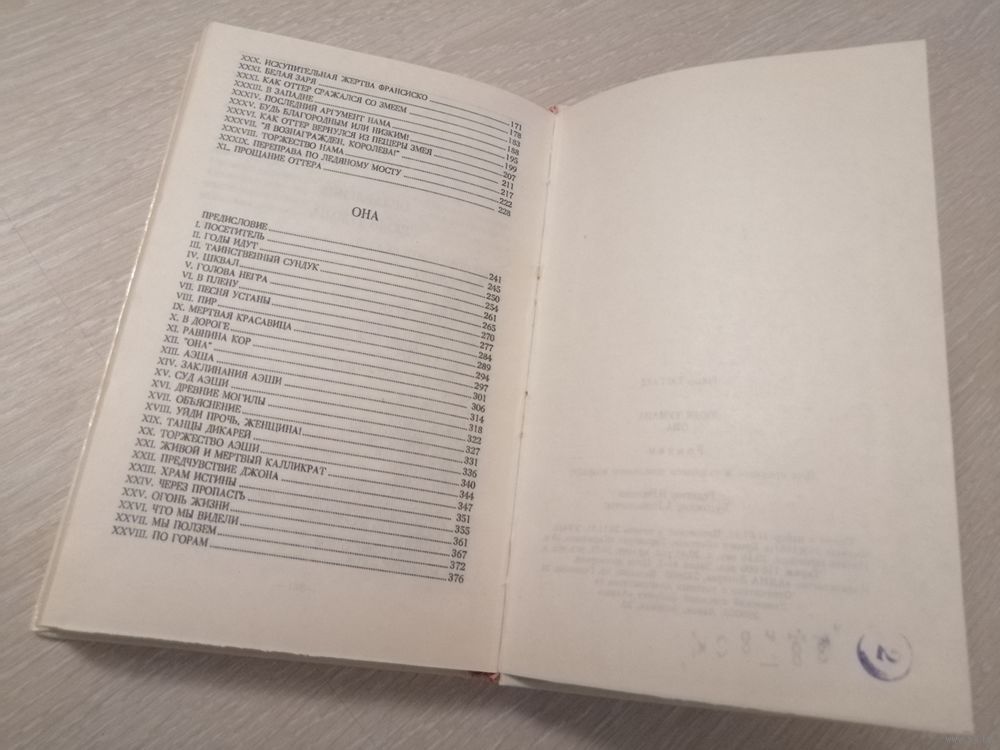 XXX. ИСКУПИТЕЛЬНАЯ ЖЕРТВА ФРАНСИСКО 171
XXXI. БЕЛАЯ ЗАРЯ 178
XXXII. КАК ОТТЕР СРАЖАЛСЯ СО ЗМЕЕМ 183
XXXIII. В ЗАПАДНЕ 188
XXXIV. ПОСЛЕДНИЙ АРГУМЕНТ НАМА 195
XXXV. БУДЬ БЛАГОРОДНЫМ ИЛИ НИЗКИМ! 199
XXXVI. КАК ОТТЕР ВЕРНУЛСЯ ИЗ ПЕЩЕРЫ ЗМЕЯ 207
XXXVII. "Я ВОЗНАГРАЖДЕН, КОРОЛЕВА!" 211
XXXVIII. ТОРЖЕСТВО НАМА 217
XXXIX. ПЕРЕПРАВА ПО ЛЕДЯНОМУ МОСТУ 222
XL. ПРОЩАНИЕ ОТТЕРА 228
ОНА
ПРЕДИСЛОВИЕ 241
I. ПОСЕТИТЕЛЬ 245
II. ГОДЫ ИДУТ 250
III. ТАИНСТВЕННЫЙ СУНДУК 254
IV. ШКВАЛ 261
V. ГОЛОВА НЕГРА 265
VI. В ПЛЕНУ 270
VII. ПЕСНЯ УСТАНЫ 277
VIII. ПИР 284
IX. МЕРТВАЯ КРАСАВИЦА 289
X. В ДОРОГЕ 294
XI. РАВНИНА КОР 297
XII. "ОНА" 301
XIII. АЭША 306
XIV. ЗАКЛИНАНИЯ АЭШИ 314
XV. СУД АЭШИ 318
XVI. ДРЕВНИЕ МОГИЛЫ 322
XVII. ОБЪЯСНЕНИЕ 327
XVIII. УЙДИ ПРОЧЬ, ЖЕНЩИНА! 331
XIX. ТАНЦЫ ДИКАРЕЙ 336
XX. ТОРЖЕСТВО АЭШИ 340
XXI. ЖИВОЙ И МЕРТВЫЙ КАЛЛИКРАТ 344
XXII. ПРЕДЧУВСТВИЕ ДЖОНА 347
XXIII. ХРАМ ИСТИНЫ 351
XXIV. ЧЕРЕЗ ПРОПАСТЬ 355
XXV. ОГОНЬ ЖИЗНИ 361
XXVI. ЧТО МЫ ВИДЕЛИ 367
XXVII. МЫ ПОЛЗЕМ 372
XXVIII. ПО ГОРАМ 376
2